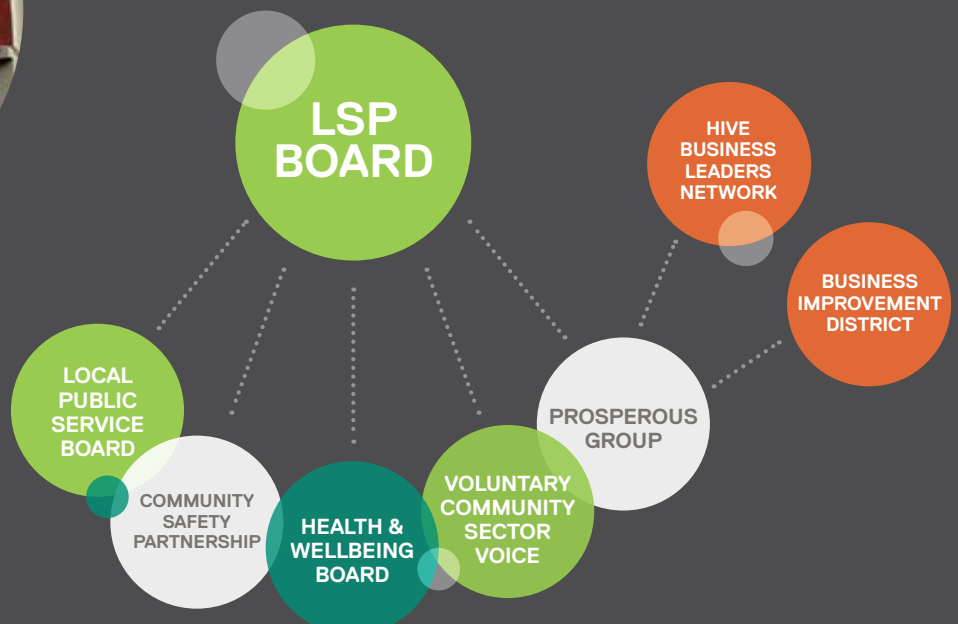 LSP
BOARD
HIVE
BUSINESS
LEADERS
NETWORK
BUSINESS
IMPROVEMENT
DISTRICT
LOCAL
PUBLIC
SERVICE
BOARD
COMMUNITY
SAFETY
PARTNERSHIP
HEALTH &
WELLBEING
BOARD
VOLUNTARY
COMMUNITY
SECTOR
VOICE
PROSPEROUS
GROUP